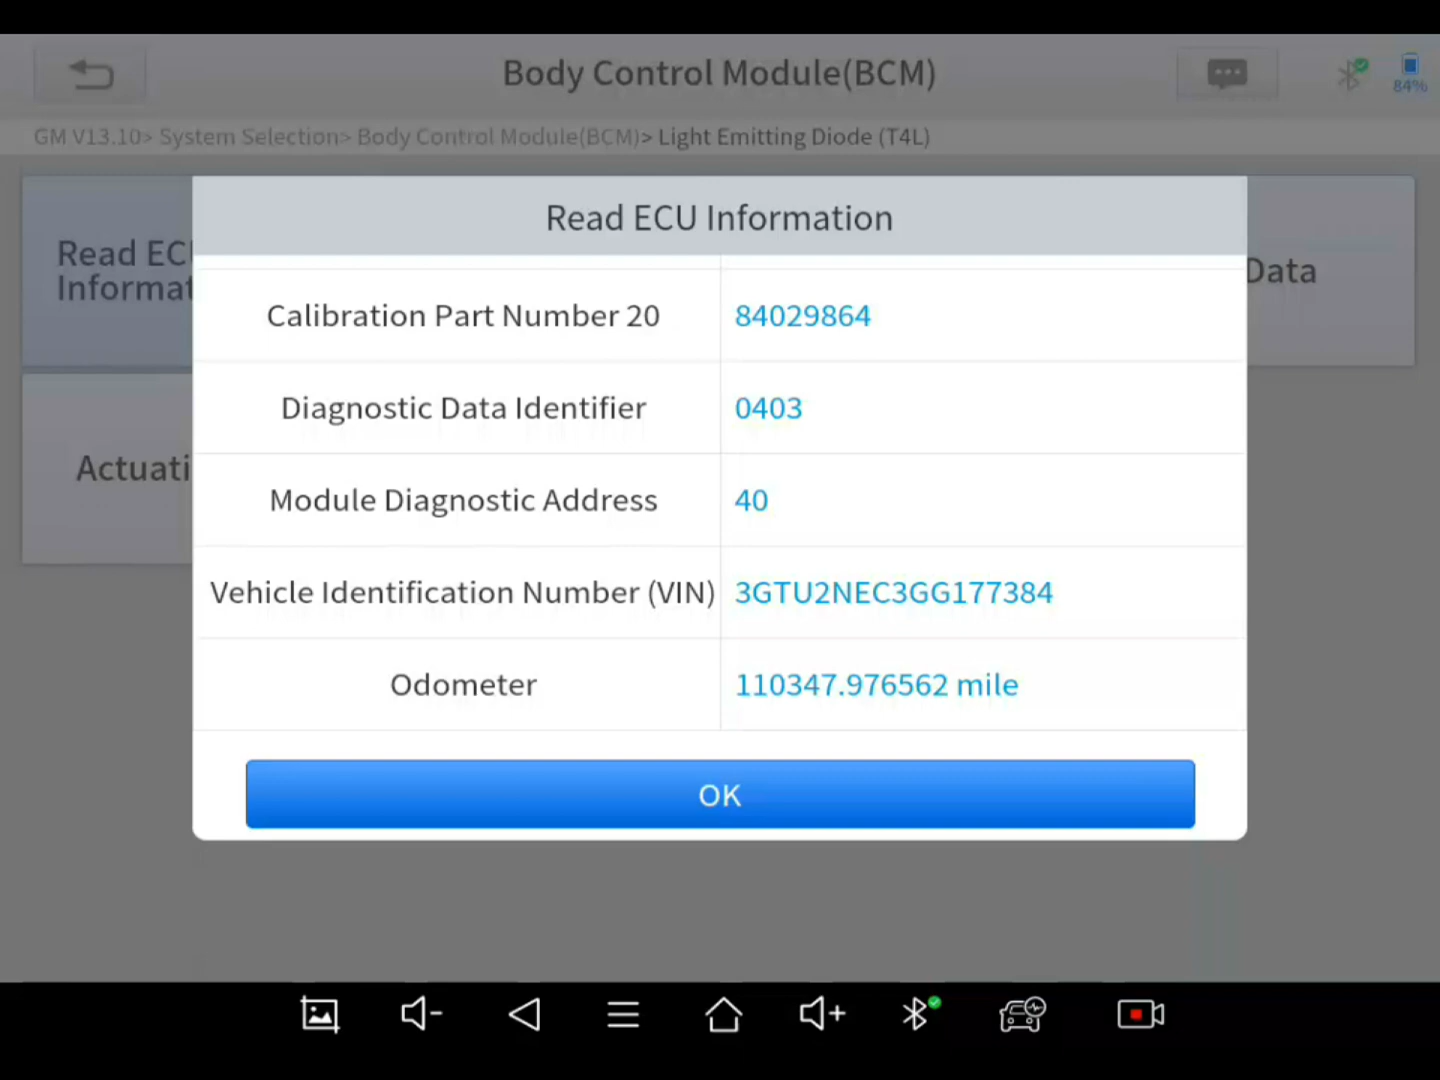 Body Control Module(BCM)
84%
GM V13.10> System Selection> Body Control Module(BCM)> Light Emitting Diode (T4L)
Read ECU Information
Read EC
Informat
Data
Actuati
Calibration Part Number 20 84029864
Diagnostic Data Identifier 0403
Module Diagnostic Address 40
Vehicle Identification Number (VIN) 3GTU2NEC3GG177384
Odometer 110347.976562 mile
OK